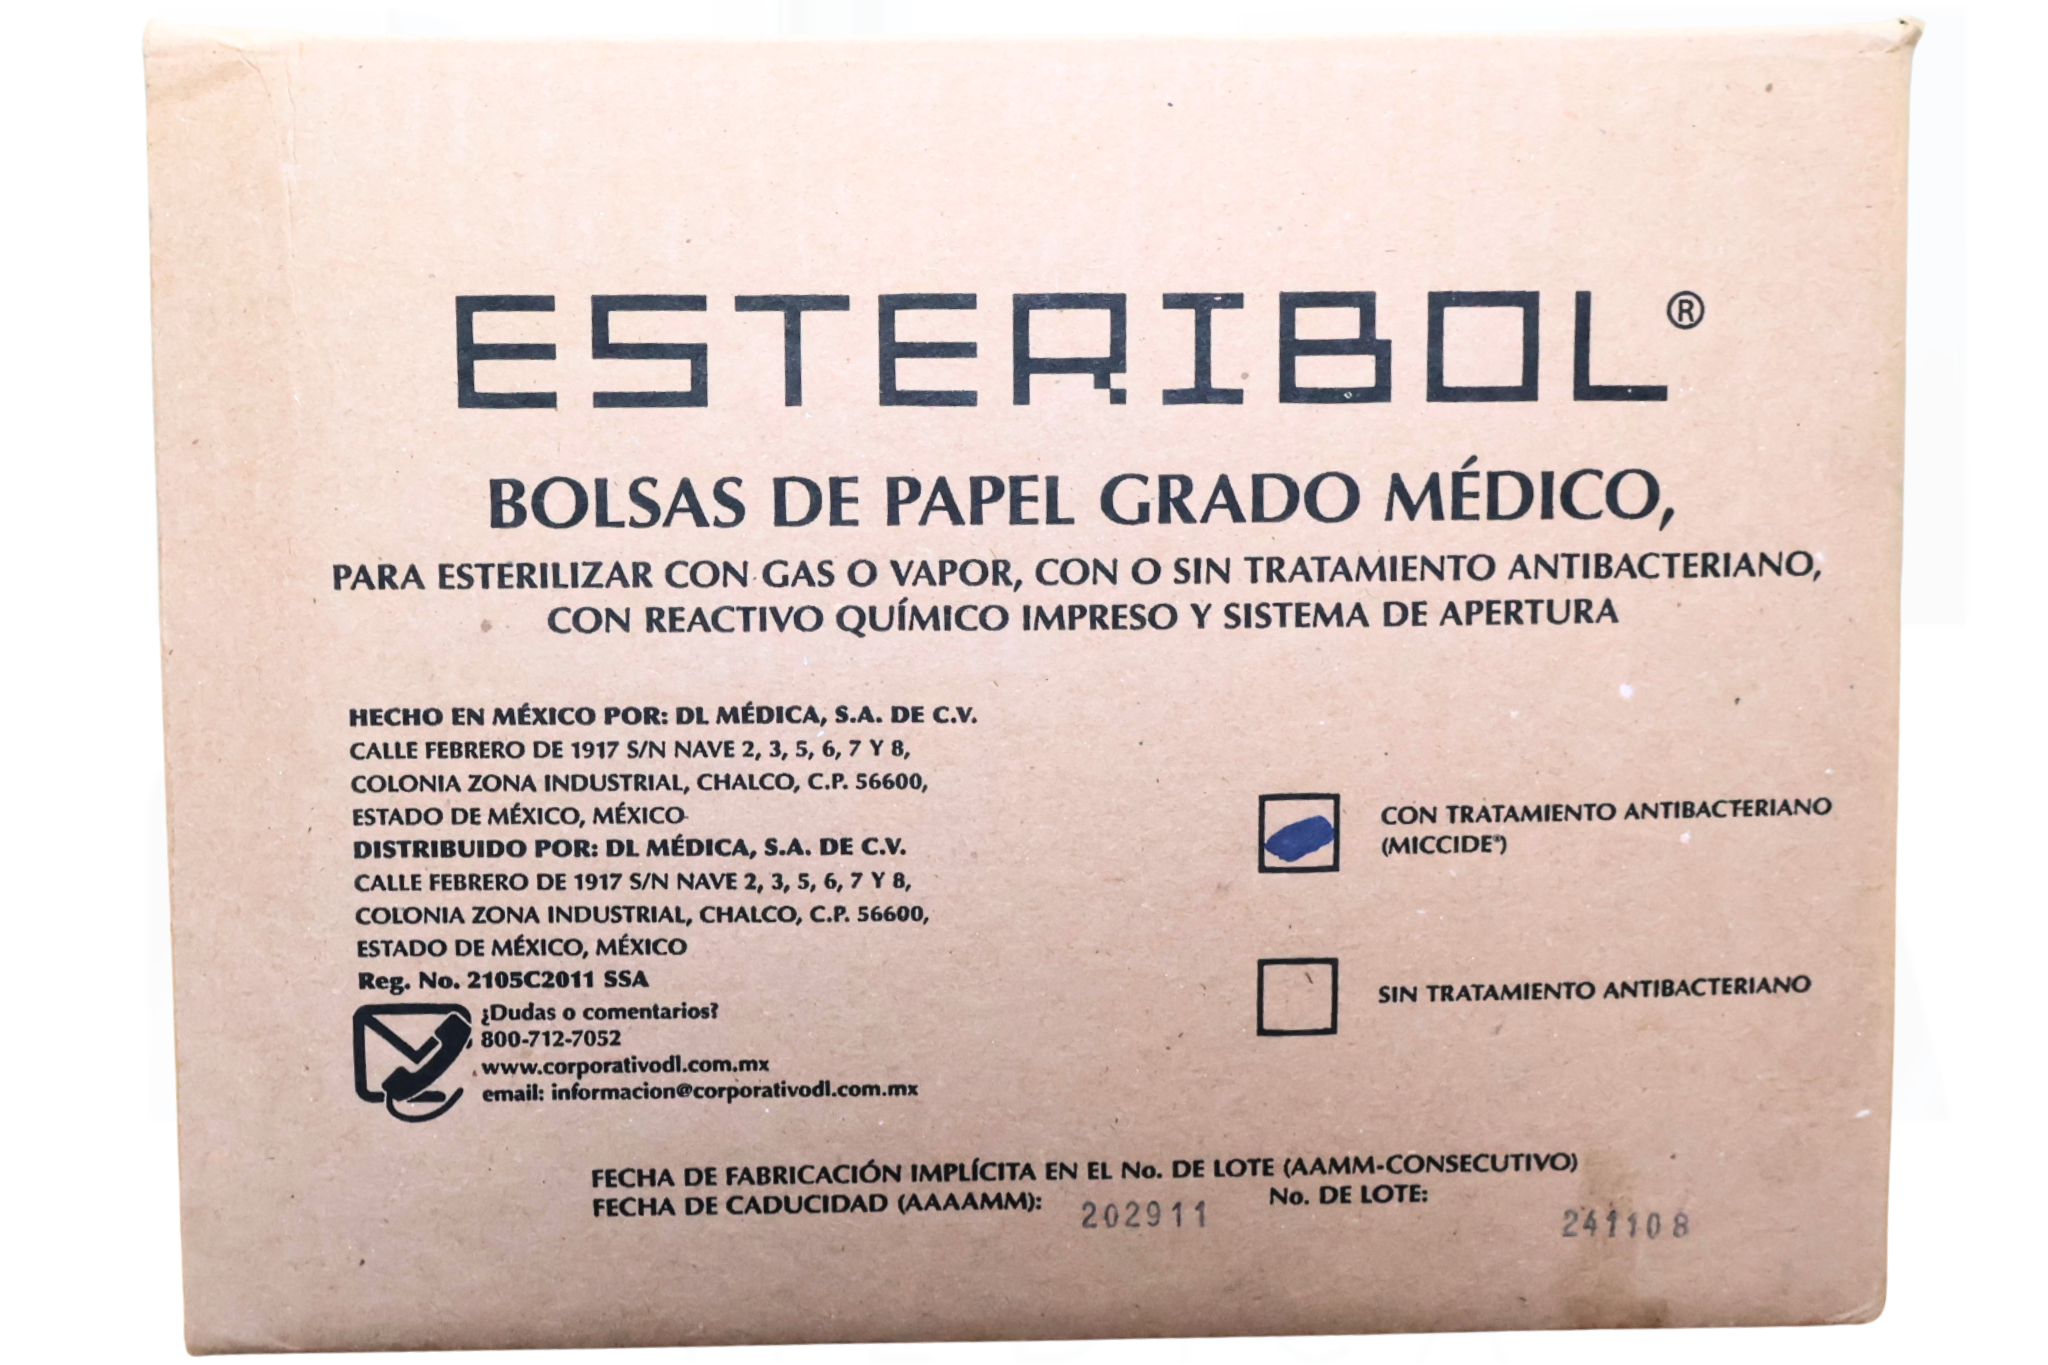 ESTERIBOL®
BOLSAS DE PAPEL GRADO MÉDICO,
PARA ESTERILIZAR CON GAS O VAPOR, CON O SIN TRATAMIENTO ANTIBACTERIANO,
CON REACTIVO QUÍMICO IMPRESO Y SISTEMA DE APERTURA
HECHO EN MÉXICO POR: DL MÉDICA, S.A. DE C.V.
CALLE FEBRERO DE 1917 S/N NAVE 2, 3, 5, 6, 7 Y 8,
COLONIA ZONA INDUSTRIAL, CHALCO, C.P. 56600,
ESTADO DE MÉXICO, MÉXICO
DISTRIBUIDO POR: DL MÉDICA, S.A. DE C.V.
CALLE FEBRERO DE 1917 S/N NAVE 2, 3, 5, 6, 7 Y 8,
COLONIA ZONA INDUSTRIAL, CHALCO, C.P. 56600,
ESTADO DE MÉXICO, MÉXICO
Reg. No. 2105C2011 SSA
¿Dudas o comentarios?
800-712-7052
www.corporativodl.com.mx
email: informacion@corporativodl.com.mx
CON TRATAMIENTO ANTIBACTERIANO
(MICCIDE®)
SIN TRATAMIENTO ANTIBACTERIANO
FECHA DE FABRICACIÓN IMPLÍCITA EN EL No. DE LOTE (AAMM-CONSECUTIVO)
FECHA DE CADUCIDAD (AAAAMM): 202911 No. DE LOTE: 241108